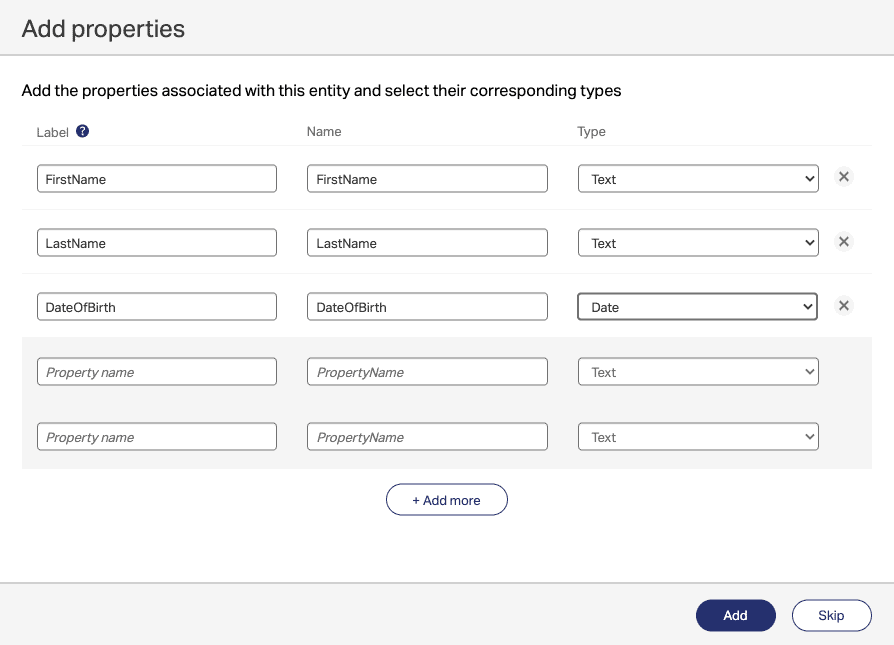 Add properties
Add the properties associated with this entity and select their corresponding types
Label ? Name Type
FirstName FirstName Text
LastName LastName Text
DateOfBirth DateOfBirth Date
Property name PropertyName Text
Property name PropertyName Text
+ Add more
Add Skip